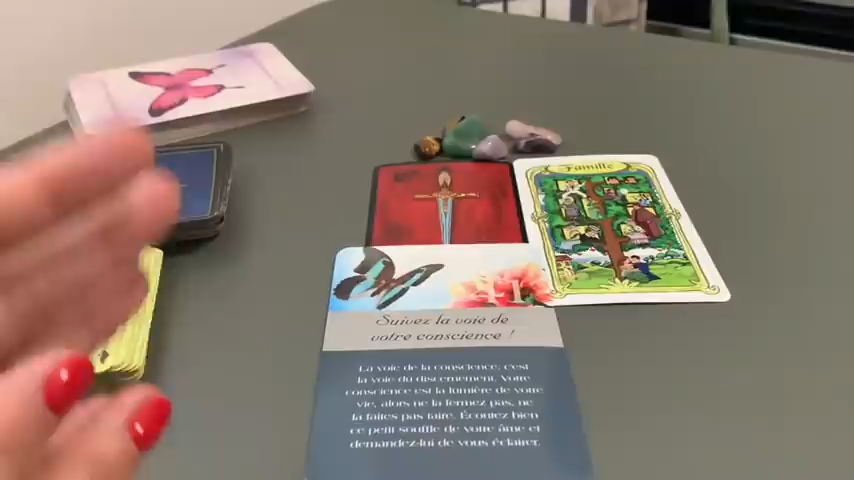 Famille
41
Suivez la voie de
votre conscience !
La voie de la conscience, c'est
la voie du discernement. Votre
conscience est la lumière de votre
vie, alors ne la fermez pas, ne
la faites pas taire. Écoutez bien
ce petit souffle de votre âme et
demandez-lui de vous éclairer.